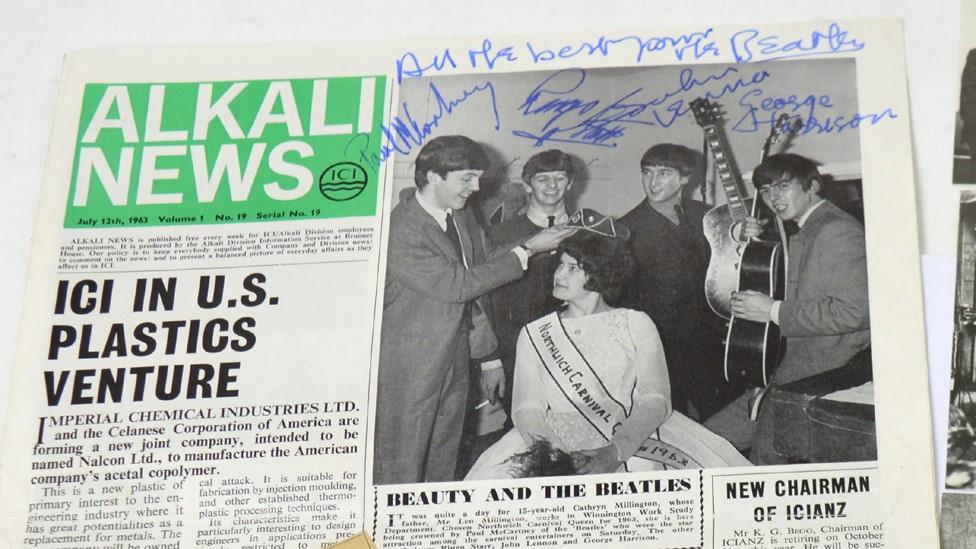 All the best from the Beatles
Paul McCartney
Ringo Starr
John Lennon
George
Harrison
ALKALI
NEWS
ICI
July 12th, 1963 Volume 1 No. 19 Serial No. 19
ALKALI NEWS is published free every week for ICI/Alkali Division employees
and pensioners. It is produced by the Alkali Division Information Service at Brunner
House. Our policy is to keep everybody supplied with Company and Division news:
to comment on the news: and to present a balanced picture of everyday affairs as they
affect us in ICI.
ICI IN U.S.
PLASTICS
VENTURE
IMPERIAL CHEMICAL INDUSTRIES LTD.
and the Celanese Corporation of America are
forming a new joint company, intended to be
named Nalcon Ltd., to manufacture the American
company's acetal copolymer.
This is a new plastic of
primary interest to the en-
gineering industry where it
has great potentialities as a
replacement for metals. The
company will be owned
cal attack. It is suitable for
fabrication by injection moulding,
and other established thermo-
plastic processing techniques.
Its characteristics make it
particularly interesting to design
engineers in applications pre-
restricted to
NORTHWICH CARNIVAL
1963
BEAUTY AND THE BEATLES
IT was quite a day for 15-year-old Cathryn Millington, whose
father, Mr Len Millington, works in Winnington Work Study
Department. Chosen Northwich Carnival Queen for 1963, she is here
being crowned by Paul McCartney of the 'Beatles' who were the star
attraction among the carnival entertainers on Saturday. The other
Ringo Starr, John Lennon and George Harrison.
NEW CHAIRMAN
OF ICIANZ
Mr K. G. Begg, Chairman of
ICIANZ is retiring on October
this year. He will be suc-